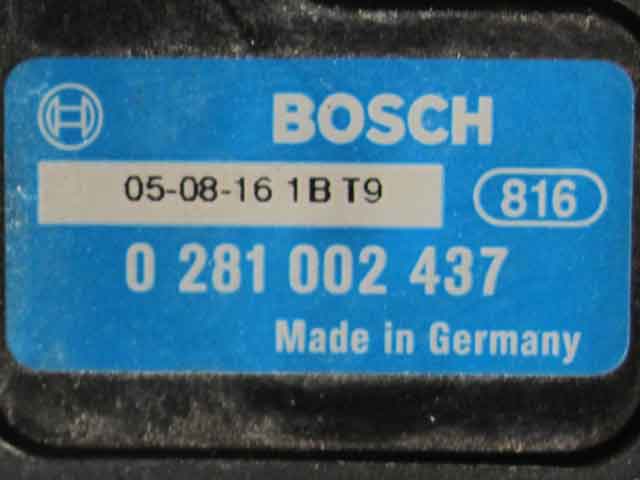 BOSCH
05-08-16 1B T9
816
0 281 002 437
Made in Germany